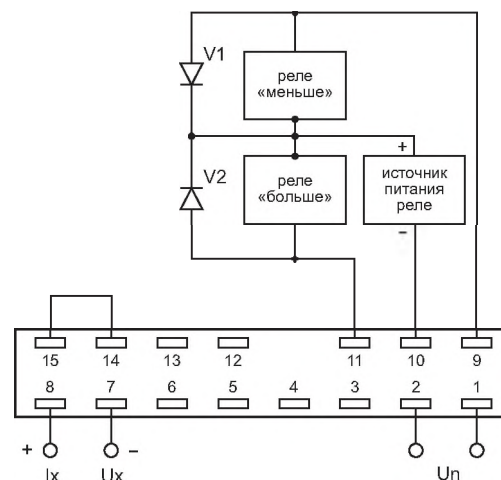 V1
реле
«меньше»
+
V2
реле
«больше»
источник
питания
реле
–
15 14 13 12 11 10 9
8 7 6 5 4 3 2 1
+ –
Ix Ux Un